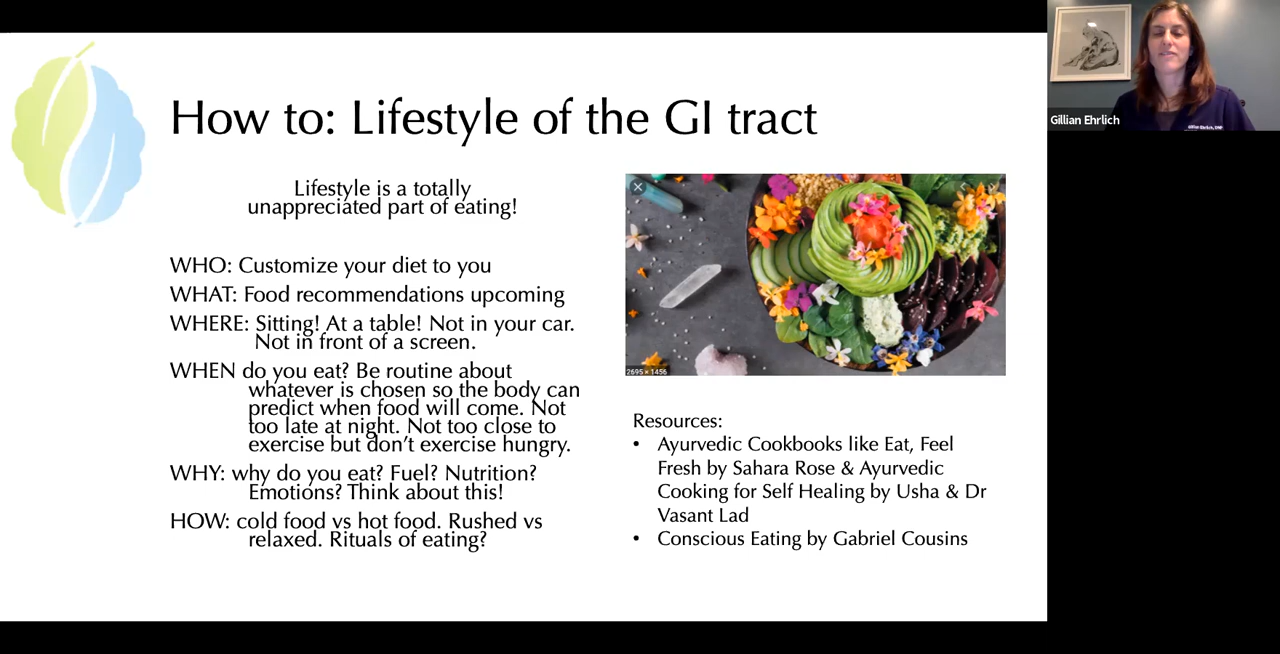 How to: Lifestyle of the GI tract
Lifestyle is a totally
unappreciated part of eating!
WHO: Customize your diet to you
WHAT: Food recommendations upcoming
WHERE: Sitting! At a table! Not in your car.
Not in front of a screen.
WHEN do you eat? Be routine about
whatever is chosen so the body can
predict when food will come. Not
too late at night. Not too close to
exercise but don't exercise hungry.
WHY: why do you eat? Fuel? Nutrition?
Emotions? Think about this!
HOW: cold food vs hot food. Rushed vs
relaxed. Rituals of eating?
2695 × 1456
Resources:
• Ayurvedic Cookbooks like Eat, Feel
Fresh by Sahara Rose & Ayurvedic
Cooking for Self Healing by Usha & Dr
Vasant Lad
• Conscious Eating by Gabriel Cousins
Gillian Ehrlich
Gillian Ehrlich, DNP